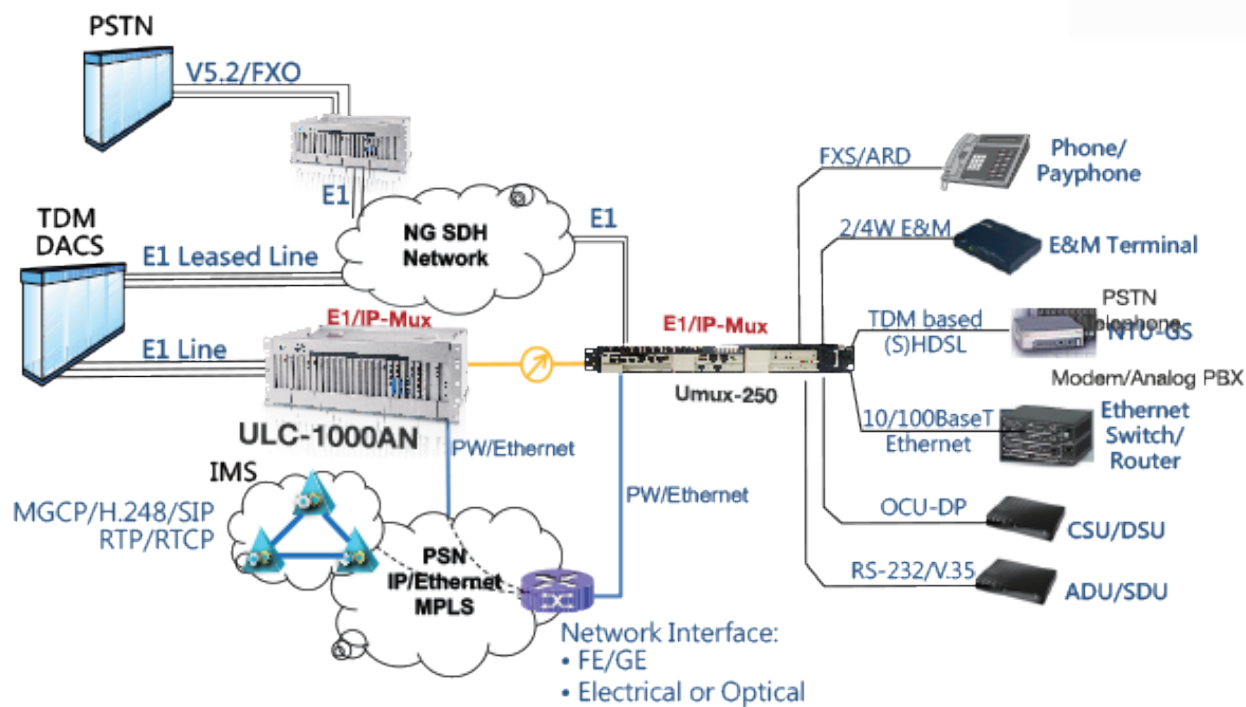 PSTN
V5.2/FXO
E1
TDM
DACS
E1 Leased Line
NG SDH
Network
E1
E1/IP-Mux
E1 Line
ULC-1000AN
PW/Ethernet
IMS
MGCP/H.248/SIP
RTP/RTCP
PSN
IP/Ethernet
MPLS
E1/IP-Mux
Umux-250
PW/Ethernet
Network Interface:
• FE/GE
• Electrical or Optical
FXS/ARD
Phone/
Payphone
2/4W E&M
E&M Terminal
TDM based
(S)HDSL
PSTN
elephone
NTU-GS
Modem/Analog PBX
10/100BaseT
Ethernet
Ethernet
Switch/
Router
OCU-DP
CSU/DSU
RS-232/V.35
ADU/SDU